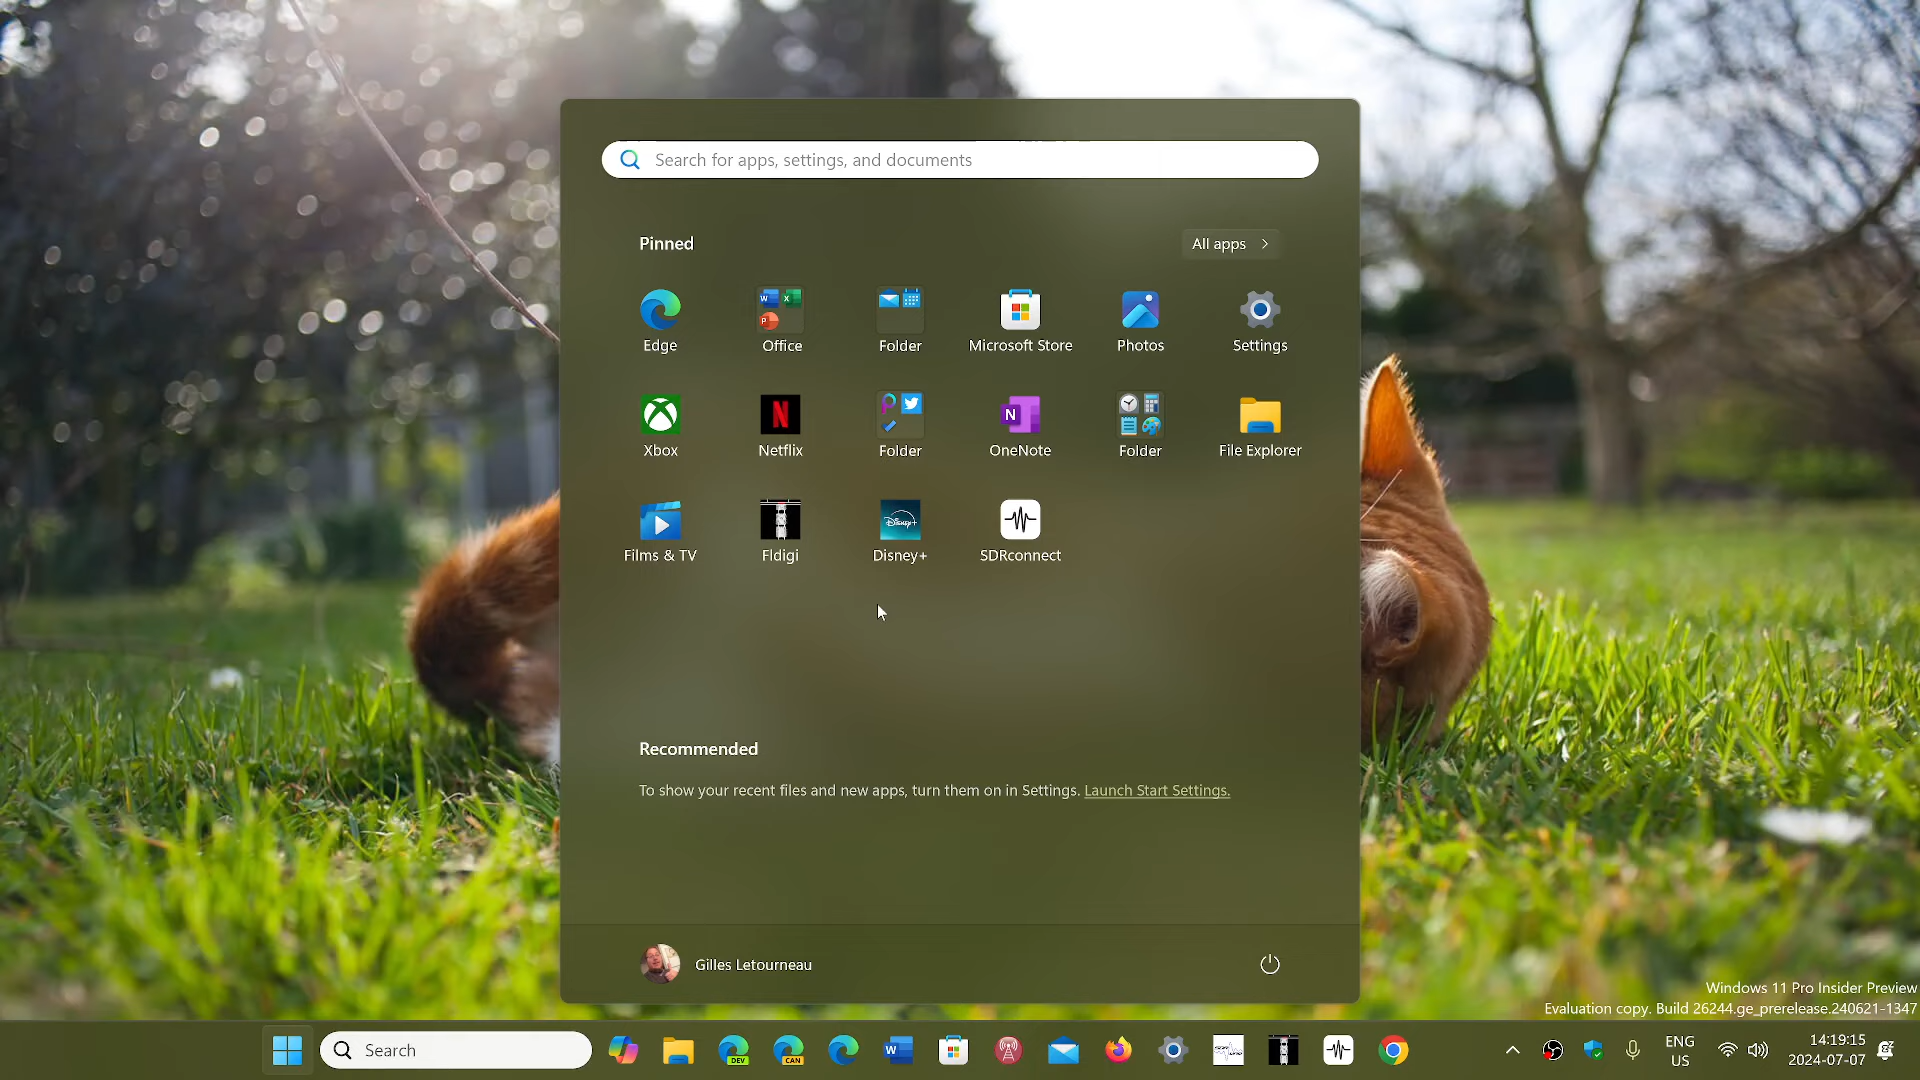 Search for apps, settings, and documents
Pinned
All apps
Edge
Office
Folder
Microsoft Store
Photos
Settings
Xbox
Netflix
Folder
OneNote
Folder
File Explorer
Films & TV
Fldigi
Disney+
SDRconnect
Recommended
To show your recent files and new apps, turn them on in Settings. Launch Start Settings.
Gilles Letourneau
Windows 11 Pro Insider Preview
Evaluation copy. Build 26244.ge_prerelease.240621-1347
Search
DEV
CAN
ENG
US
14:19:15
2024-07-07